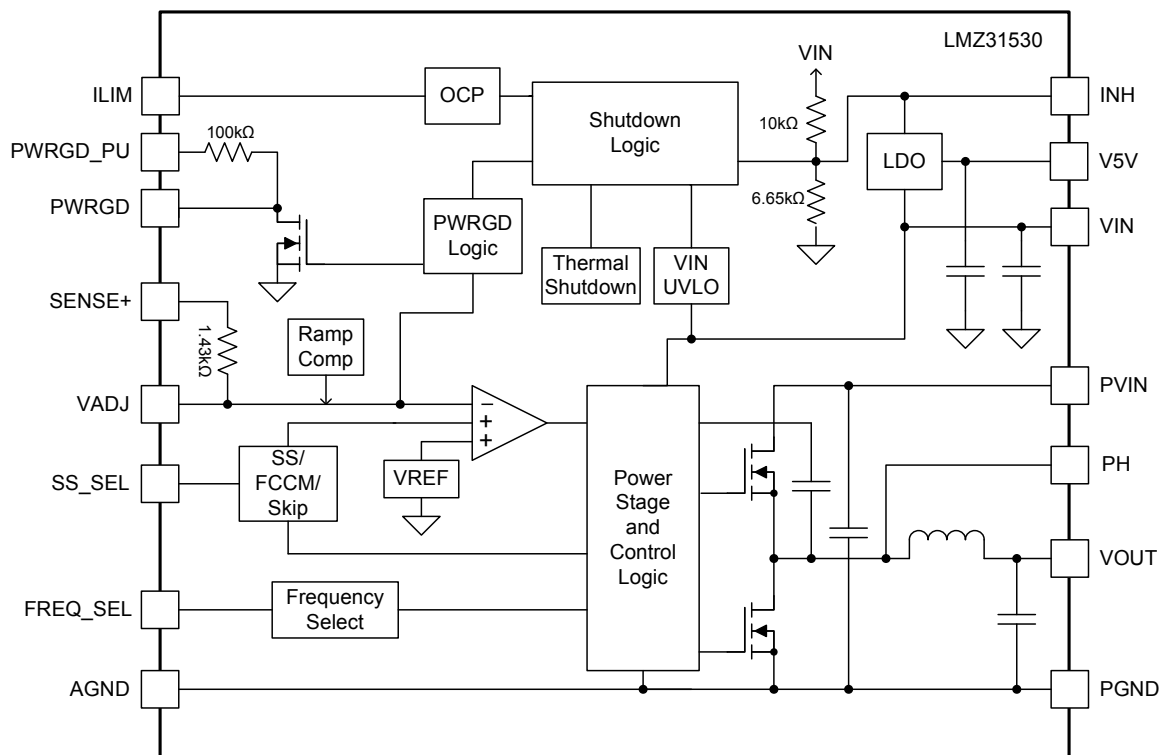 LMZ31530
ILIM
PWRGD_PU
PWRGD
SENSE+
VADJ
SS_SEL
FREQ_SEL
AGND
100kΩ
1.43kΩ
OCP
Shutdown
Logic
PWRGD
Logic
Thermal
Shutdown
VIN
UVLO
VIN
10kΩ
6.65kΩ
LDO
Ramp
Comp
−
+
+
SS/
FCCM/
Skip
VREF
Frequency
Select
Power
Stage
and
Control
Logic
INH
V5V
VIN
PVIN
PH
VOUT
PGND